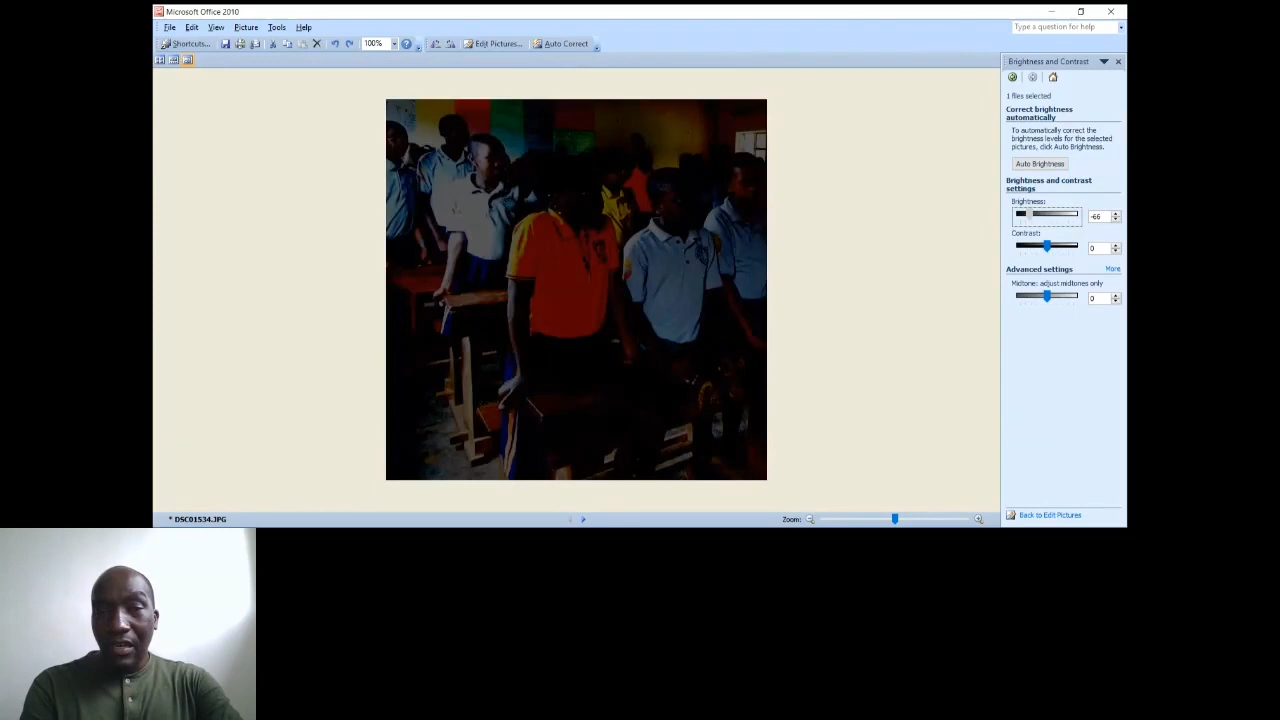 Microsoft Office 2010
File Edit View Picture Tools Help
Type a question for help
Shortcuts... 100% Edit Pictures... Auto Correct
Brightness and Contrast
1 files selected
Correct brightness
automatically
To automatically correct the
brightness levels for the selected
pictures, click Auto Brightness.
Auto Brightness
Brightness and contrast
settings
Brightness:
-66
Contrast:
0
Advanced settings More
Midtone: adjust midtones only
0
Back to Edit Pictures
* DSC01534.JPG
Zoom: